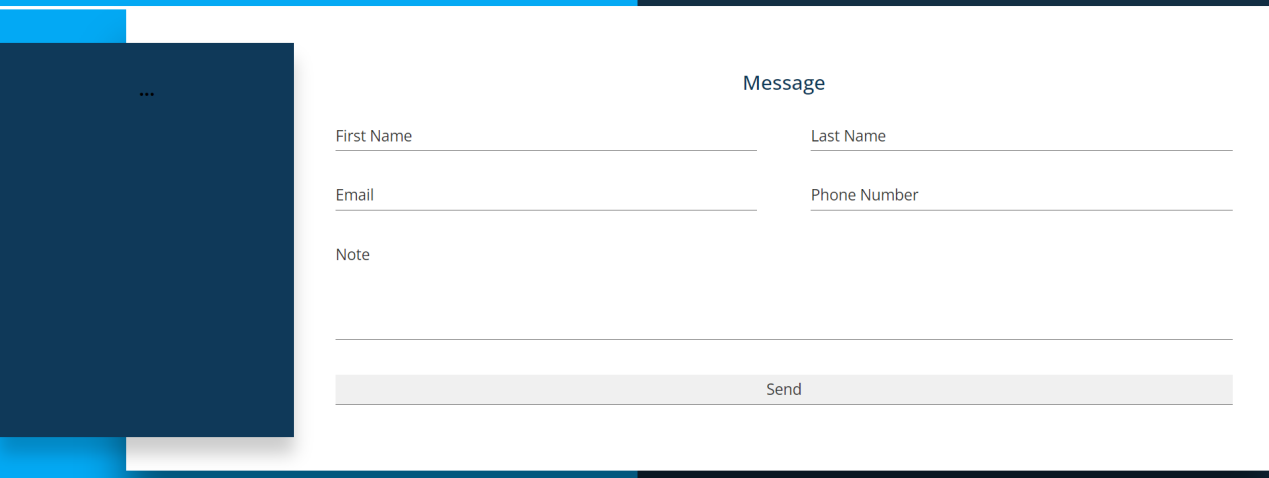 ...
Message
First Name
Last Name
Email
Phone Number
Note
Send